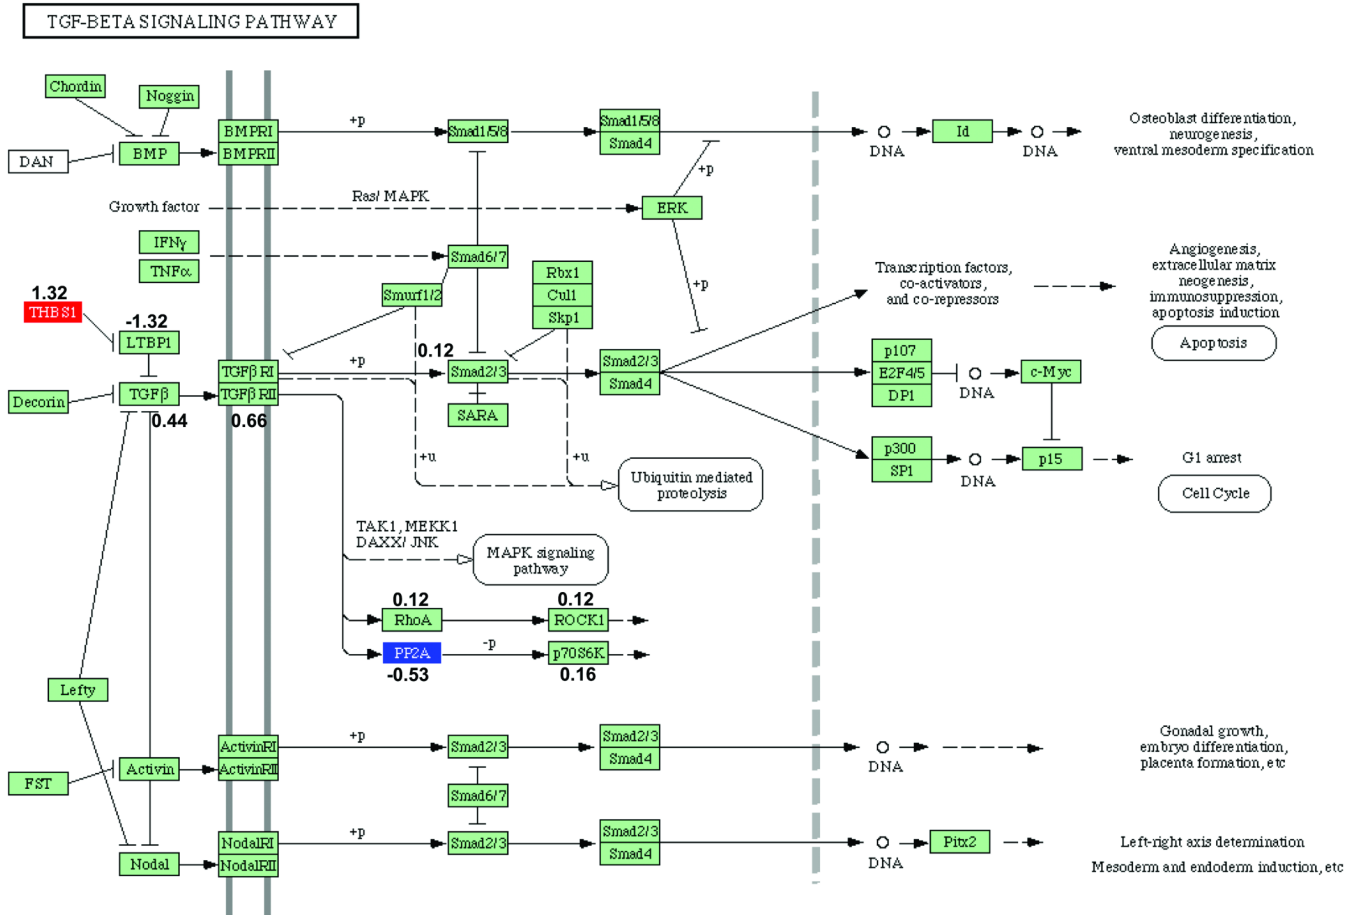 TGF-BETA SIGNALING PATHWAY
Chordin
Noggin
DAN
BMP
BMPRI
BMPRII
+p
Smad1/5/8
Smad1/5/8
Smad4
DNA
Id
DNA
Osteoblast differentiation,
neurogenesis,
ventral mesoderm specification
Growth factor
Ras/ MAPK
ERK
+p
+p
IFNγ
TNFα
Smad6/7
Smurf1/2
Rbx1
Cul1
Skp1
Transcription factors,
co-activators,
and co-repressors
Angiogenesis,
extracellular matrix
neogenesis,
immunosuppression,
apoptosis induction
Apoptosis
1.32
THBS1
-1.32
LTBP1
Decorin
TGFβ
0.44
TGFβ RI
TGFβ RII
0.66
+p
0.12
Smad2/3
SARA
Smad2/3
Smad4
p107
E2F4/5
DP1
DNA
c-Myc
p300
SP1
DNA
p15
G1 arrest
Cell Cycle
+u
+u
Ubiquitin mediated
proteolysis
TAK1, MEKK1
DAXX/ JNK
MAPK signaling
pathway
0.12
RhoA
0.12
ROCK1
PP2A
-0.53
-p
p70S6K
0.16
Lefty
FST
Activin
ActivinRI
ActivinRII
+p
Smad2/3
Smad2/3
Smad4
DNA
Gonadal growth,
embryo differentiation,
placenta formation, etc
Smad6/7
Nodal
NodalRI
NodalRII
+p
Smad2/3
Smad2/3
Smad4
DNA
Pitx2
Left-right axis determination
Mesoderm and endoderm induction, etc